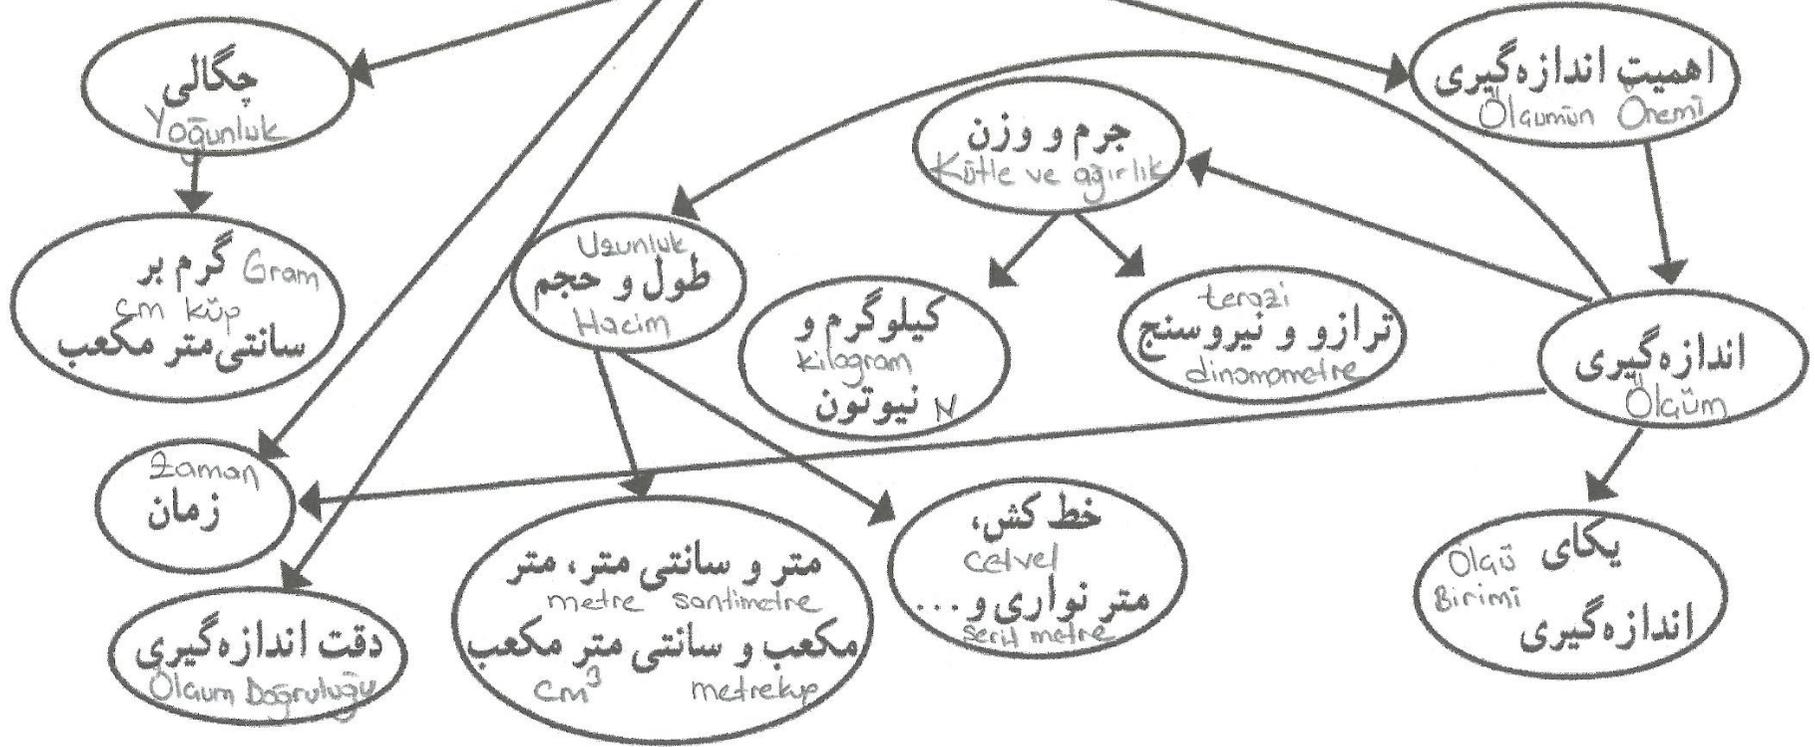 اهمیت اندازه‌گیری
Ölçümün Önemi
چگالی
Yoğunluk
جرم و وزن
Kütle ve ağırlık
گرم بر Gram
cm küp
سانتی‌متر مکعب
Uzunluk
طول و حجم
Hacim
کیلوگرم و
kilogram
نیوتون N
terazi
ترازو و نیروسنج
dinamometre
اندازه‌گیری
Ölçüm
Zaman
زمان
خط کش،
cetvel
متر نواری و...
serit metre
یکای
Ölçü
Birimi
اندازه‌گیری
متر و سانتی متر، متر
metre santimetre
مکعب و سانتی متر مکعب
cm³ metreküp
دقت اندازه‌گیری
Ölçüm Doğruluğu